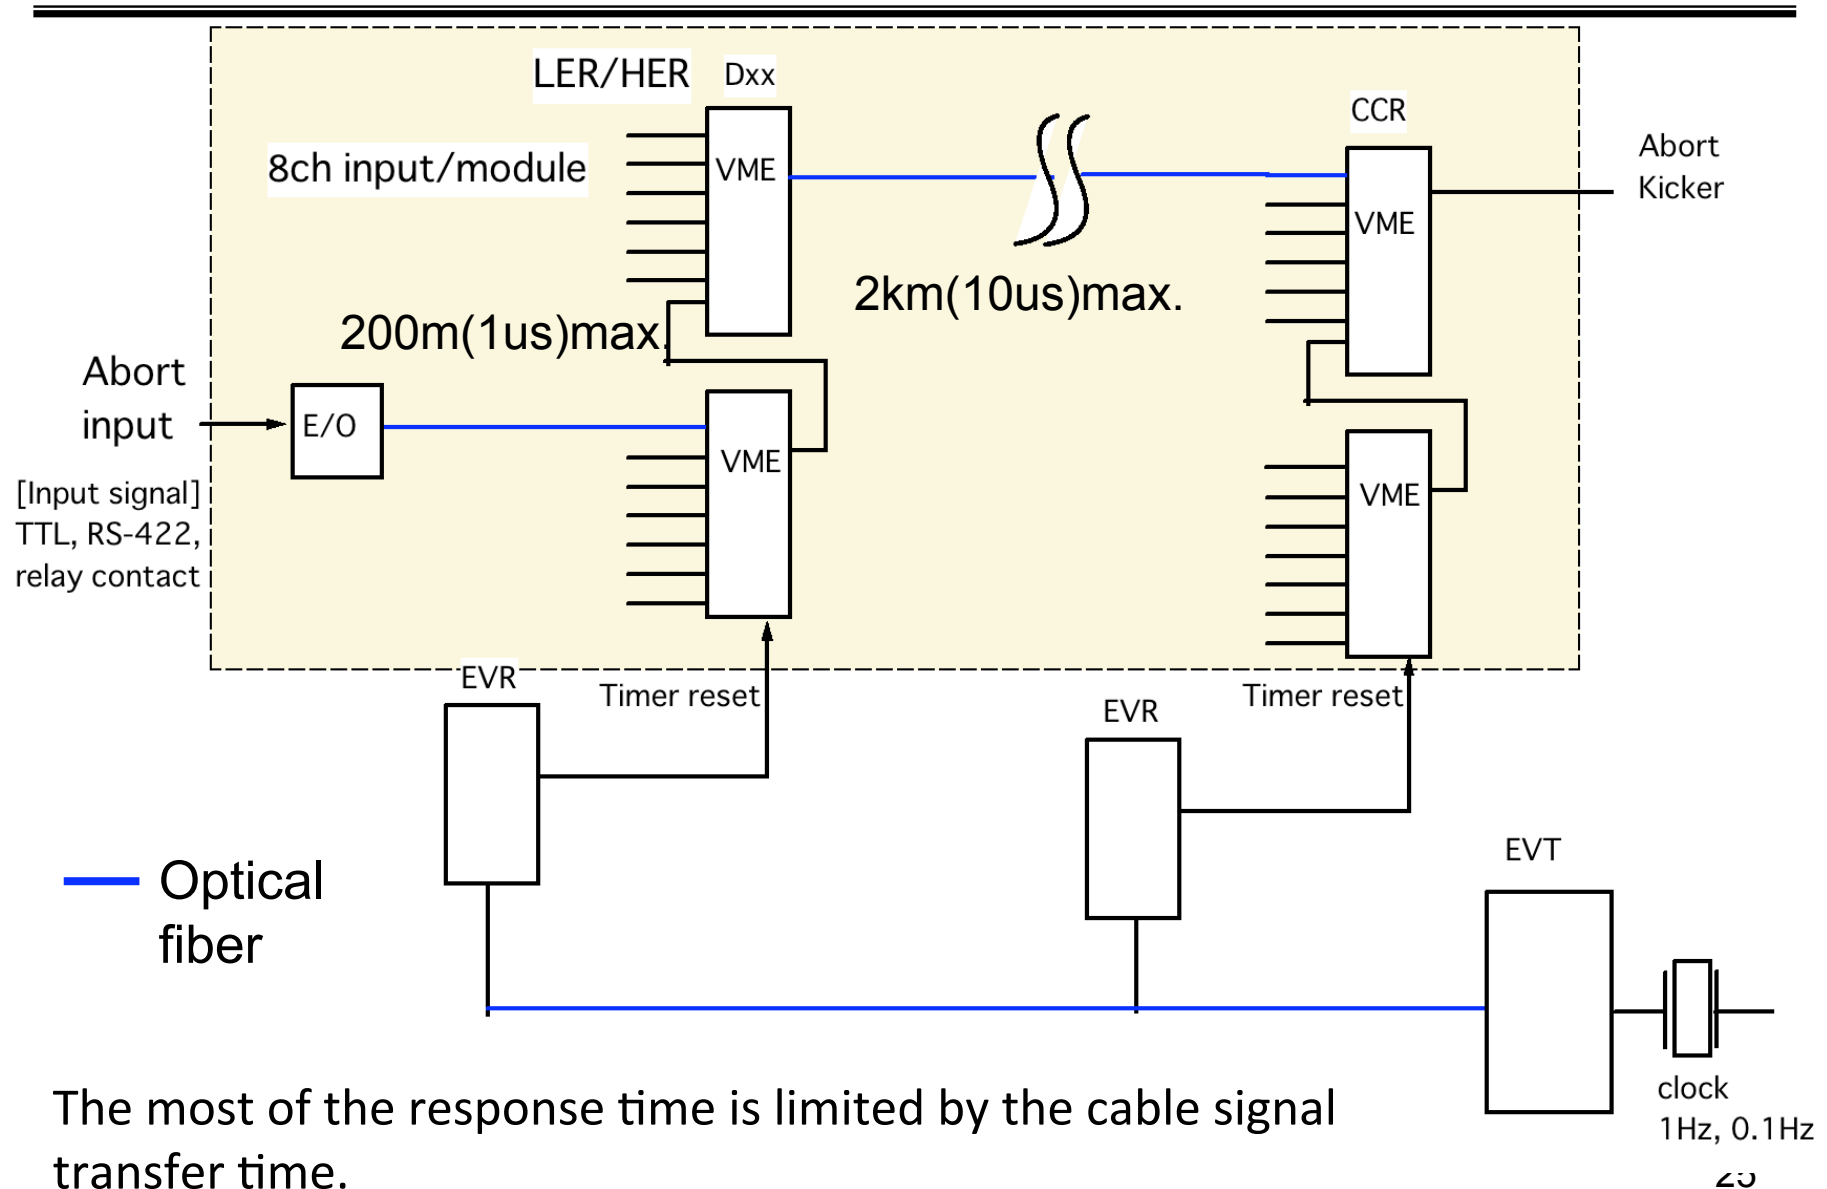 LER/HER
Dxx
8ch input/module
VME
CCR
VME
Abort
Kicker
2km(10us)max.
200m(1us)max.
Abort
input
E/O
VME
VME
[Input signal]
TTL, RS-422,
relay contact
EVR
Timer reset
EVR
Timer reset
EVT
Optical
fiber
clock
1Hz, 0.1Hz
The most of the response time is limited by the cable signal
transfer time.